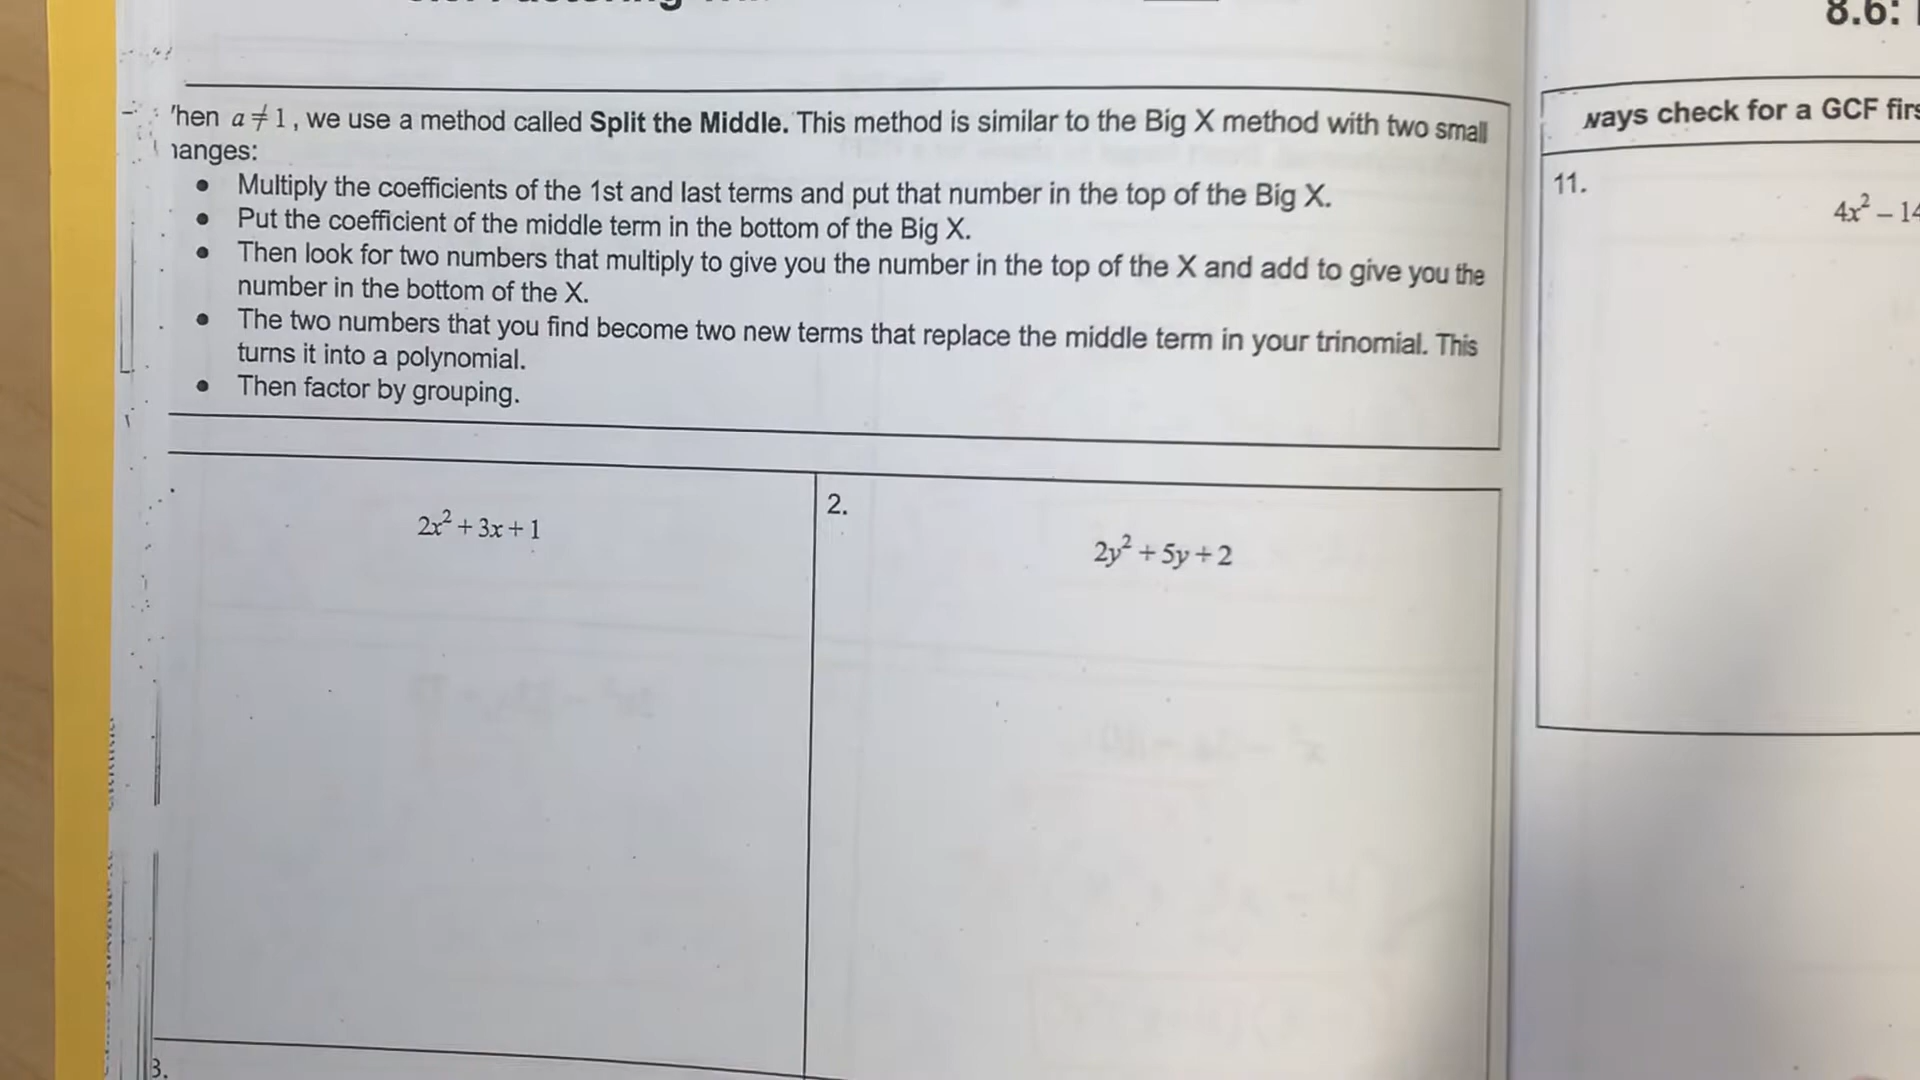 8.6:
'hen a ≠ 1, we use a method called Split the Middle. This method is similar to the Big X method with two small
hanges:
• Multiply the coefficients of the 1st and last terms and put that number in the top of the Big X.
• Put the coefficient of the middle term in the bottom of the Big X.
• Then look for two numbers that multiply to give you the number in the top of the X and add to give you the
number in the bottom of the X.
• The two numbers that you find become two new terms that replace the middle term in your trinomial. This
turns it into a polynomial.
• Then factor by grouping.
2x² + 3x + 1
2.
2y² + 5y + 2
3.
ways check for a GCF firs
11.
4x² – 14